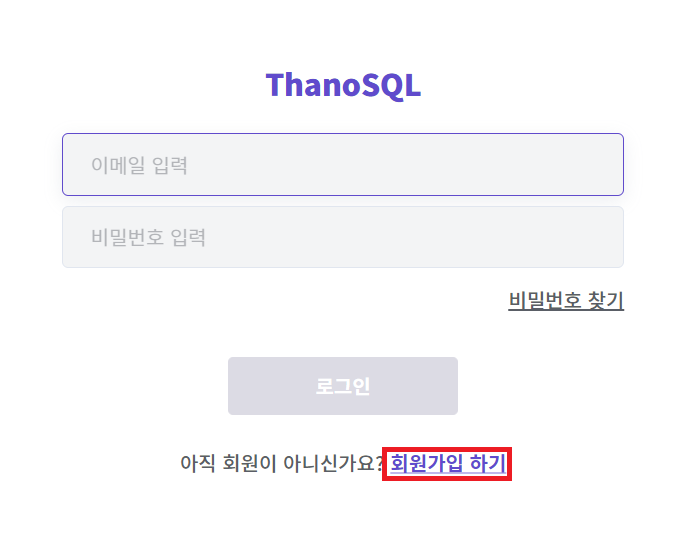 ThanoSQL
이메일 입력
비밀번호 입력
비밀번호 찾기
로그인
아직 회원이 아니신가요? 회원가입 하기